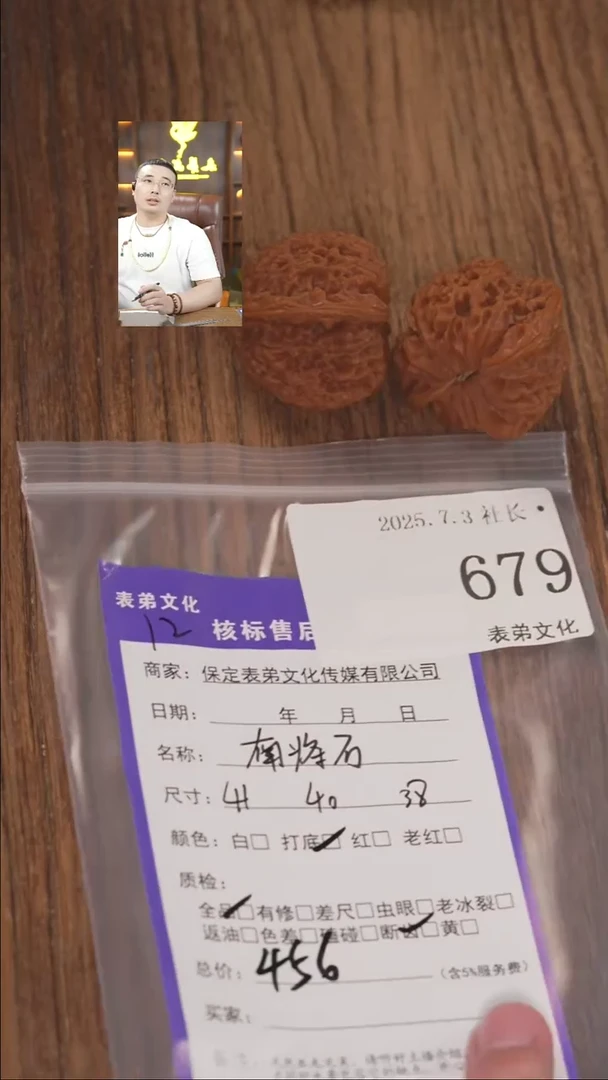 2025.7.3社长•
679
表弟文化
表弟文化
12
核标售后
商家：保定表弟文化传媒有限公司
日期： 年 月 日
名称：南将石
尺寸：41 40 38
颜色：白□ 打底☑ 红□ 老红□
质检：
全品☑有修□差尺□虫眼□老冰裂□
返油□色差□磕碰□断齿☑黄□
总价：456 （含5%服务费）
买家：